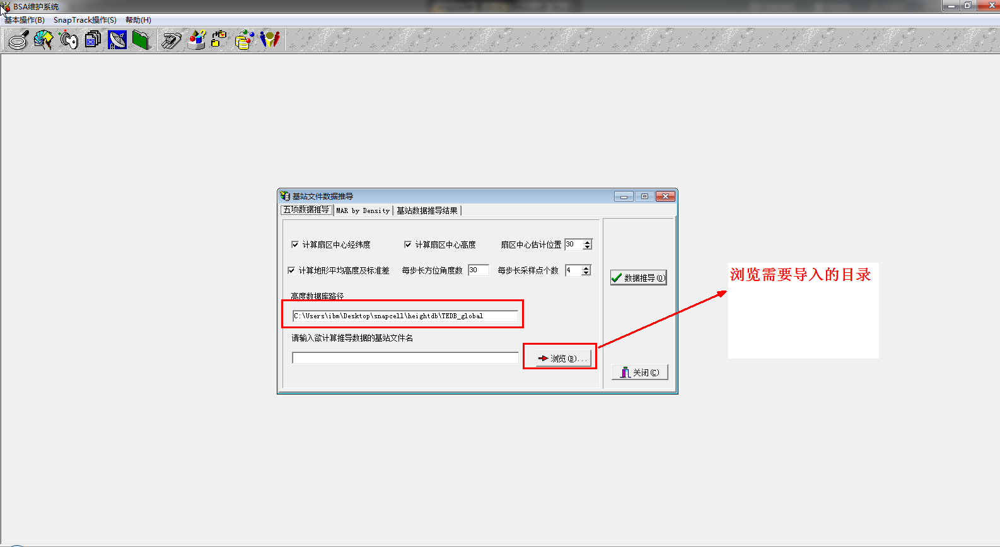 BSA维护系统
基本操作(B) SnapTrack操作(S) 帮助(H)
基站文件数据推导
五项数据推导 MAR by Density 基站数据推导结果
计算扇区中心经纬度 计算扇区中心高度 扇区中心估计位置 30
计算地形平均高度及标准差 每步长方位角度数 30 每步长采样点个数 4
数据推导(O)
浏览需要导入的目录
高度数据库路径
C:\Users\ibm\Desktop\snapcell\heightdb\TEDB_global
请输入欲计算推导数据的基站文件名
浏览(B)...
关闭(C)